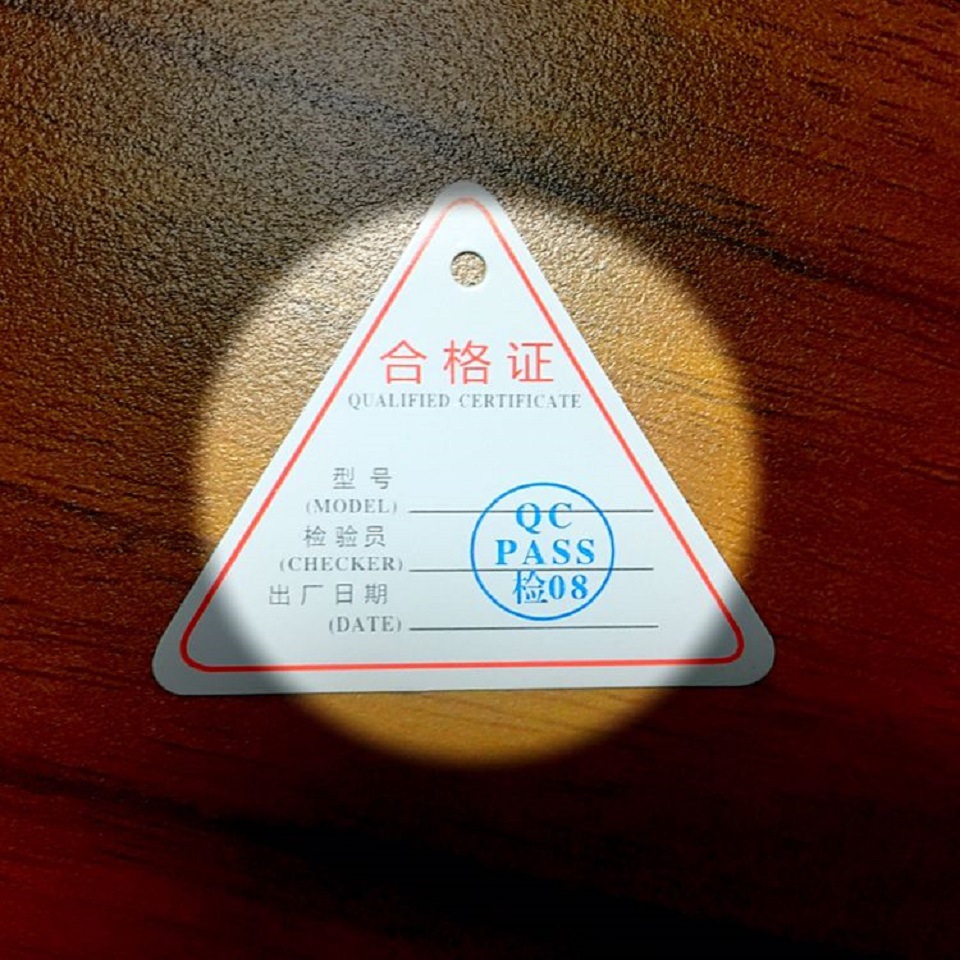 合格证
QUALIFIED CERTIFICATE
型号
(MODEL)
检验员
(CHECKER)
出厂日期
(DATE)
QC
PASS
检08